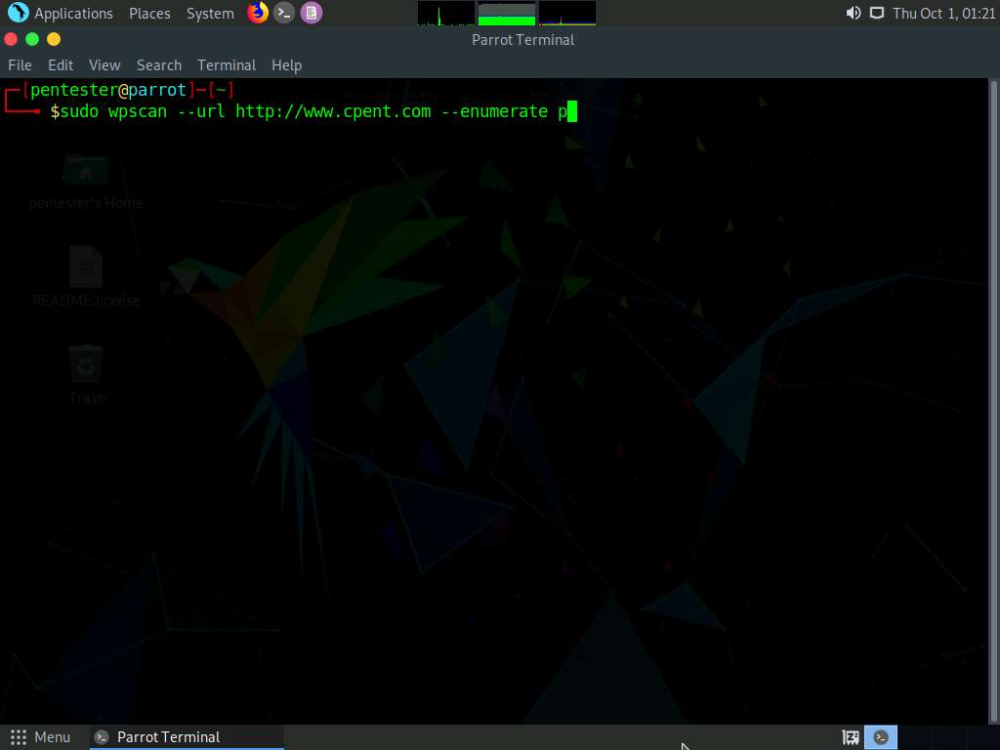 Applications Places System Thu Oct 1, 01:21
Parrot Terminal
File Edit View Search Terminal Help
┌─[pentester@parrot]─[~]
└──╼ $sudo wpscan --url http://www.cpent.com --enumerate p
pentester's Home
README.license
Trash
Menu Parrot Terminal